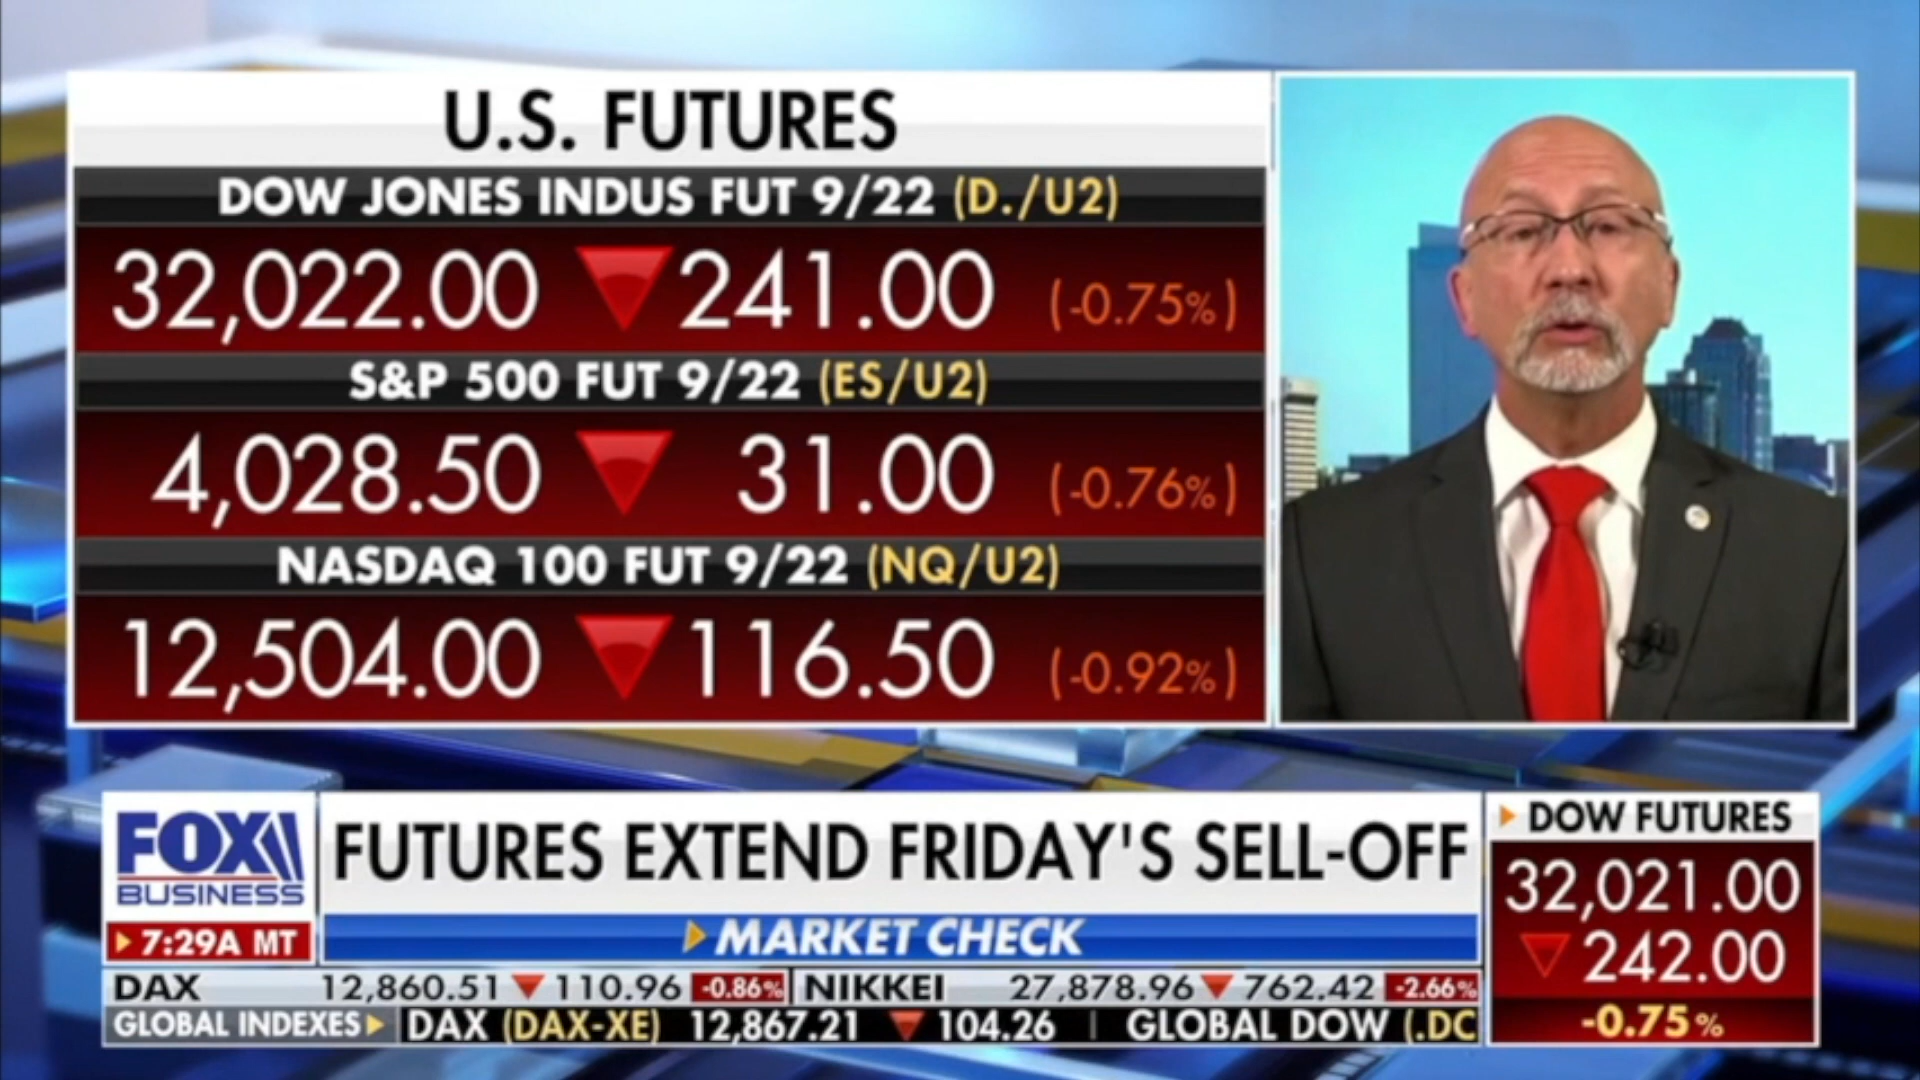 U.S. FUTURES
DOW JONES INDUS FUT 9/22 (D./U2)
32,022.00 ▼ 241.00 (-0.75%)
S&P 500 FUT 9/22 (ES/U2)
4,028.50 ▼ 31.00 (-0.76%)
NASDAQ 100 FUT 9/22 (NQ/U2)
12,504.00 ▼ 116.50 (-0.92%)
FOX
BUSINESS
7:29A MT
FUTURES EXTEND FRIDAY'S SELL-OFF
MARKET CHECK
DOW FUTURES
32,021.00
▼ 242.00
-0.75%
DAX 12,860.51 ▼ 110.96 -0.86% NIKKEI 27,878.96 ▼ 762.42 -2.66%
GLOBAL INDEXES DAX (DAX-XE) 12,867.21 ▼ 104.26 | GLOBAL DOW (.DC